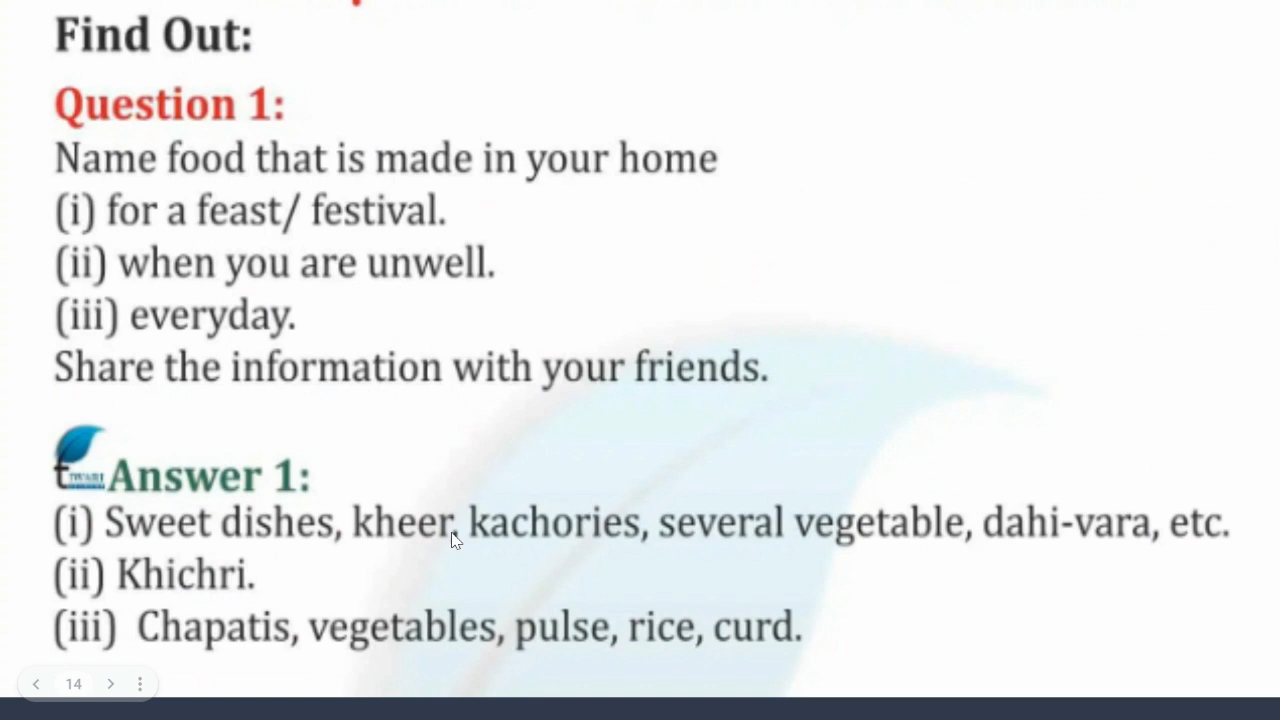 Find Out:
Question 1:
Name food that is made in your home
(i) for a feast/ festival.
(ii) when you are unwell.
(iii) everyday.
Share the information with your friends.
Answer 1:
(i) Sweet dishes, kheer, kachories, several vegetable, dahi-vara, etc.
(ii) Khichri.
(iii) Chapatis, vegetables, pulse, rice, curd.
14